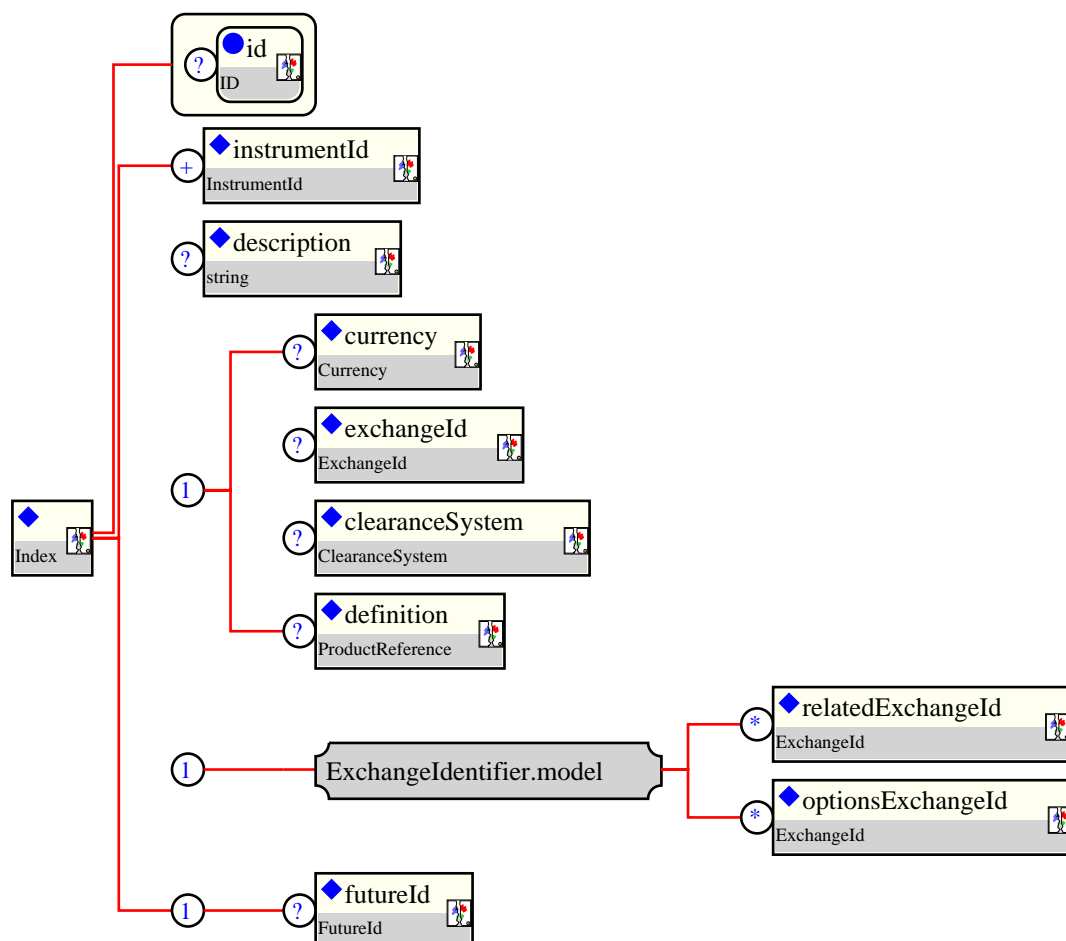 ?
id
ID
+
instrumentId
InstrumentId
?
description
string
?
currency
Currency
?
exchangeId
ExchangeId
1
?
clearanceSystem
ClearanceSystem
Index
?
definition
ProductReference
*
relatedExchangeId
ExchangeId
1
ExchangeIdentifier.model
*
optionsExchangeId
ExchangeId
1
?
futureId
FutureId